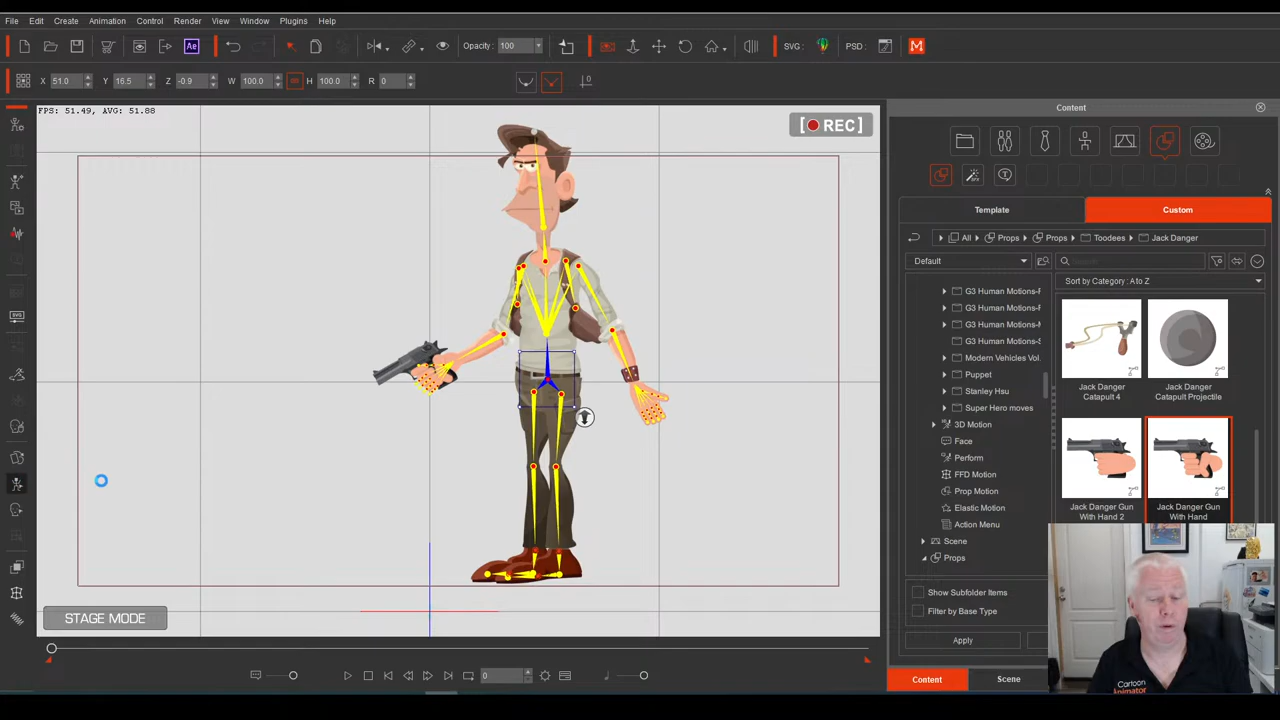 File Edit Create Animation Control Render View Window Plugins Help
Ae Opacity : 100 SVG : PSD : M
X 51.0 Y 16.5 Z -0.9 W 100.0 H 100.0 R 0
FPS: 51.49, AVG: 51.88
[ REC]
Content
Template Custom
All Props Props Toodees Jack Danger
Default Search
Sort by Category : A to Z
G3 Human Motions-F
G3 Human Motions-F
G3 Human Motions-M
G3 Human Motions-S
Modern Vehicles Vol.
Puppet
Stanley Hsu
Super Hero moves
3D Motion
Face
Perform
FFD Motion
Prop Motion
Elastic Motion
Action Menu
Scene
Props
Jack Danger
Catapult 4
Jack Danger
Catapult Projectile
Jack Danger Gun
With Hand 2
Jack Danger Gun
With Hand
Show Subfolder Items
Filter by Base Type
Apply
STAGE MODE
0
Content Scene
Cartoon
Animator